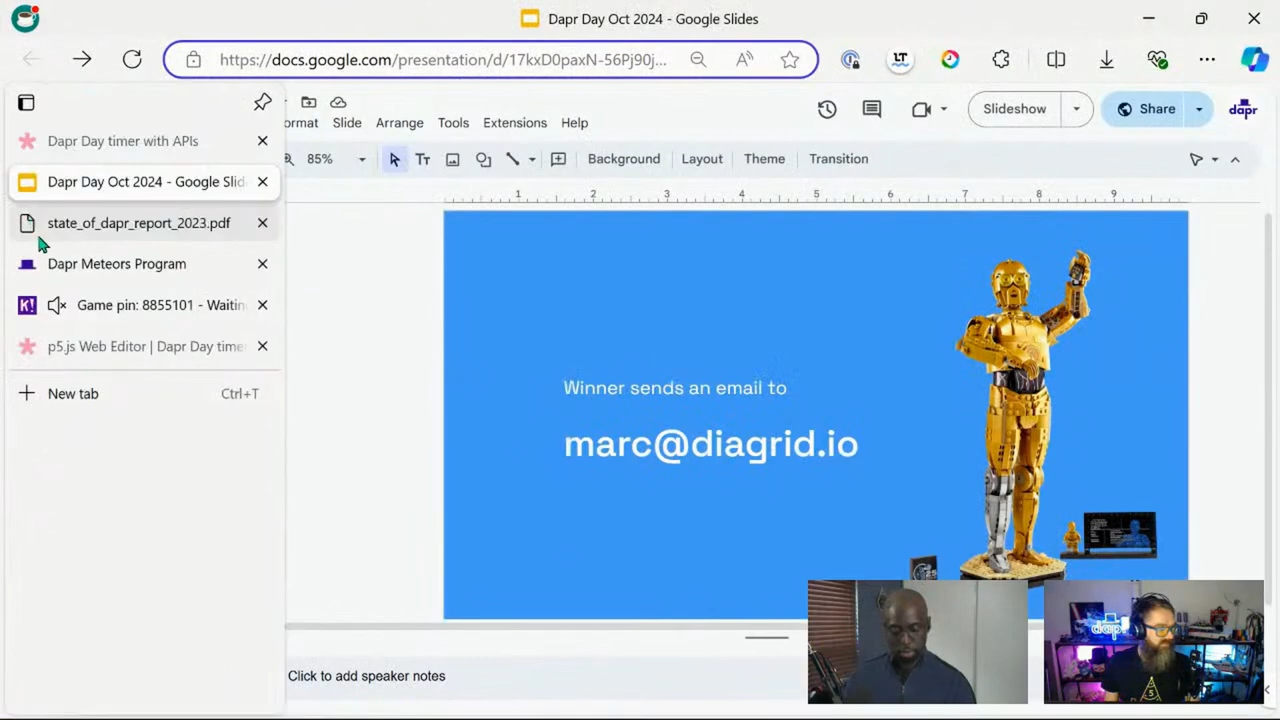 Dapr Day Oct 2024 - Google Slides
https://docs.google.com/presentation/d/17kxD0paxN-56Pj90j...
LT
Dapr Day timer with APIs
Dapr Day Oct 2024 - Google Slid
state_of_dapr_report_2023.pdf
Dapr Meteors Program
K! Game pin: 8855101 - Waitin
p5.js Web Editor | Dapr Day time
New tab Ctrl+T
ormat Slide Arrange Tools Extensions Help
Slideshow Share dapr
85% Background Layout Theme Transition
1 2 3 4 5 6 7 8 9
Winner sends an email to
marc@diagrid.io
Click to add speaker notes
dapr